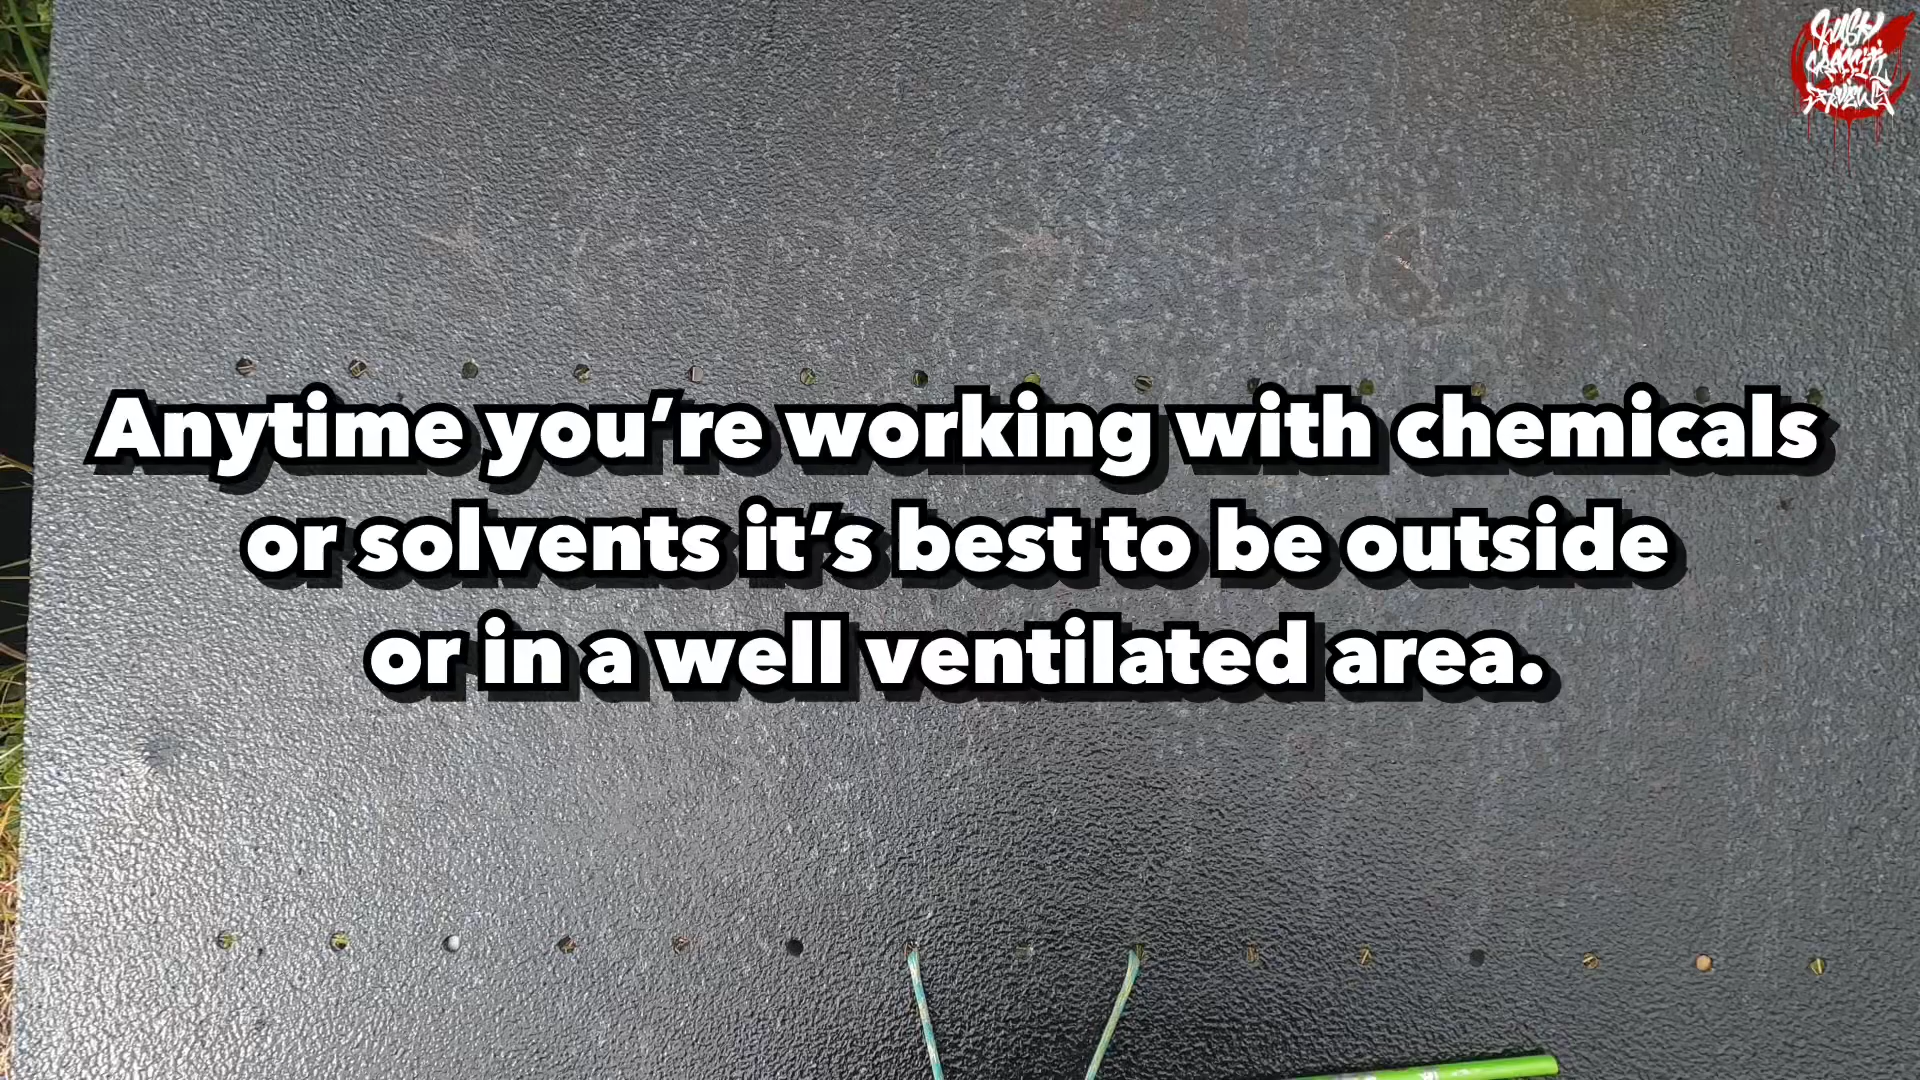 Anytime you’re working with chemicals
or solvents it’s best to be outside
or in a well ventilated area.